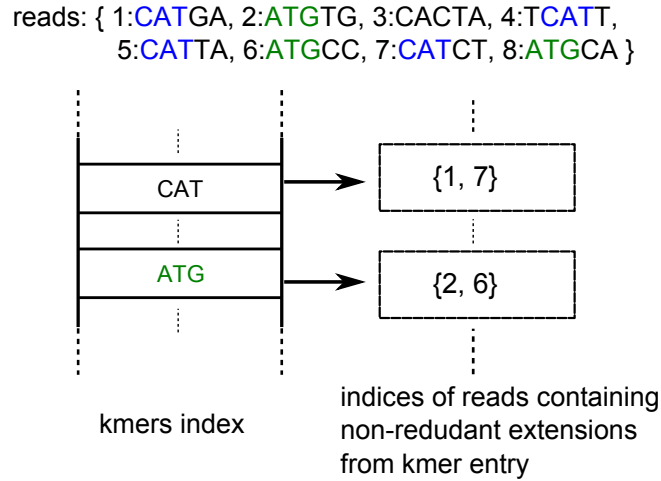 reads: { 1:CATGA, 2:ATGTG, 3:CACTA, 4:TCATT,
5:CATTA, 6:ATGCC, 7:CATCT, 8:ATGCA }
CAT
{1, 7}
ATG
{2, 6}
kmers index
indices of reads containing
non-redudant extensions
from kmer entry